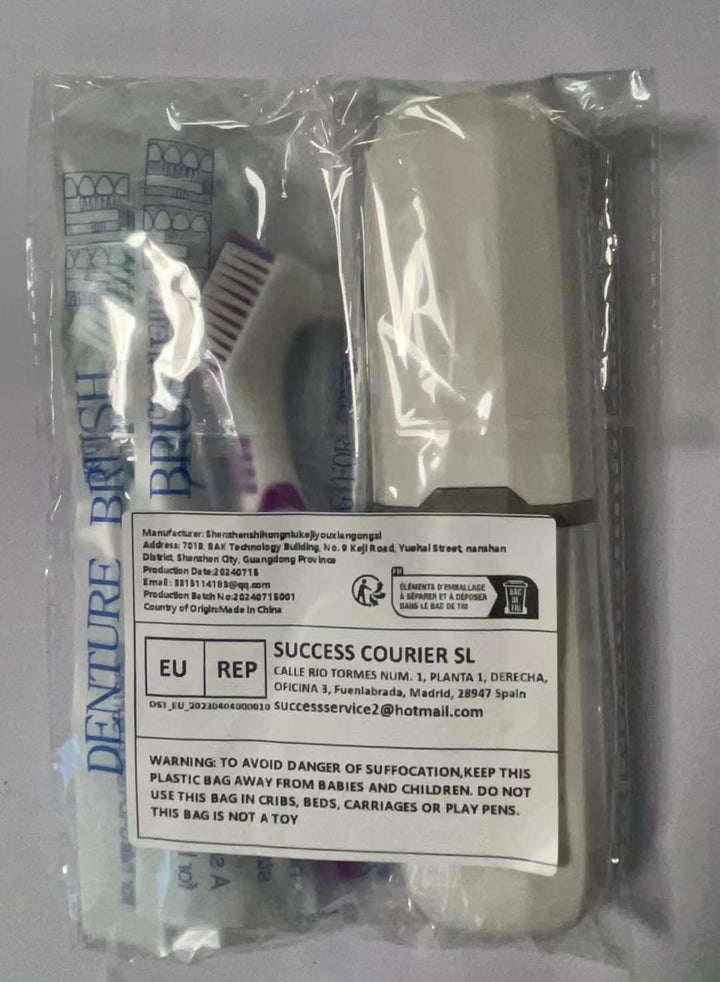 DENTURE BRUSH
BRUSH
Manufacturer:Shenzhenshihongniukejiyouxiangongsi
Address: 701B, BAK Technology Building, No. 9 Keji Road, Yuehai Street, nanshan
District, Shenzhen City, Guangdong Province
Production Date:20240715
Email: 3815114183@qq.com
Production Batch No:20240715001
Country of Origin:Made in China
FR
ÉLÉMENTS D'EMBALLAGE
À SÉPARER ET À DÉPOSER
DANS LE BAC DE TRI
BAC
DE
TRI
EU REP
SUCCESS COURIER SL
CALLE RIO TORMES NUM. 1, PLANTA 1, DERECHA,
OFICINA 3, Fuenlabrada, Madrid, 28947 Spain
DST_EU_20230404000010 successservice2@hotmail.com
WARNING: TO AVOID DANGER OF SUFFOCATION,KEEP THIS
PLASTIC BAG AWAY FROM BABIES AND CHILDREN. DO NOT
USE THIS BAG IN CRIBS, BEDS, CARRIAGES OR PLAY PENS.
THIS BAG IS NOT A TOY